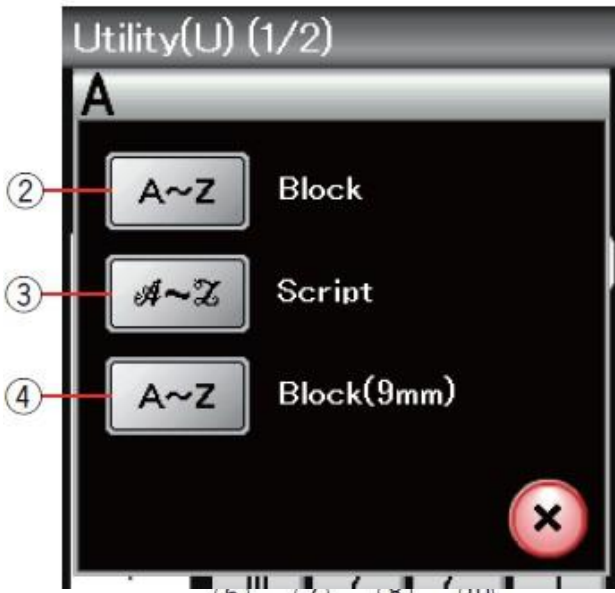 Utility(U) (1/2)
A
② A~Z Block
③ A~Z Script
④ A~Z Block(9mm)
×